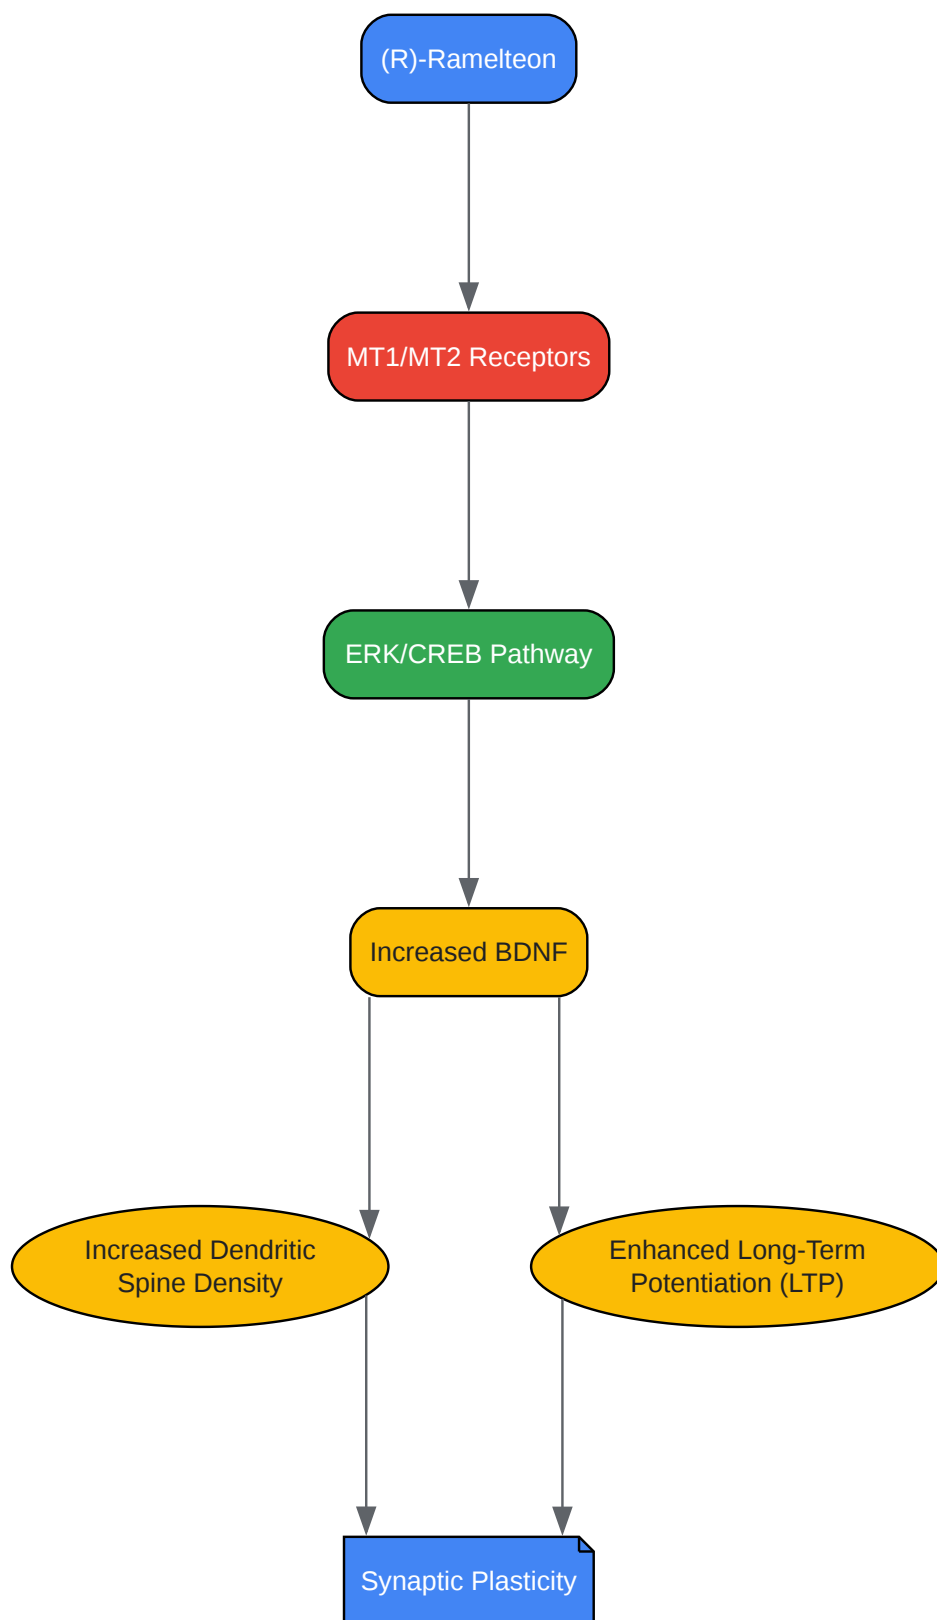 (R)-Ramelteon
MT1/MT2 Receptors
ERK/CREB Pathway
Increased BDNF
Increased Dendritic
Spine Density
Enhanced Long-Term
Potentiation (LTP)
Synaptic Plasticity